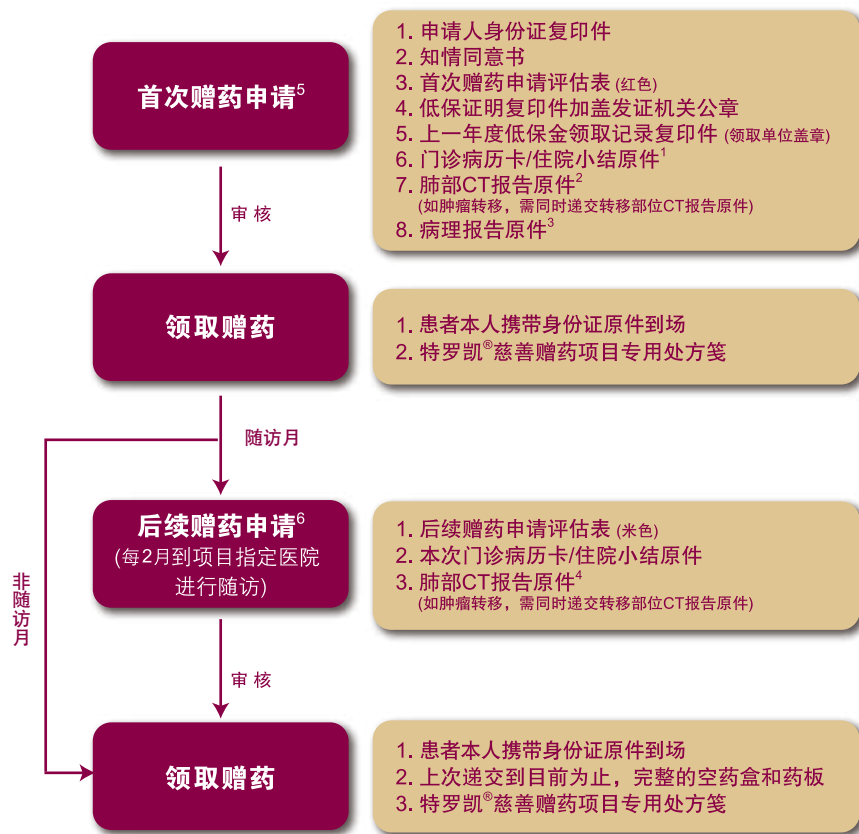 首次赠药申请5
1. 申请人身份证复印件
2. 知情同意书
3. 首次赠药申请评估表 (红色)
4. 低保证明复印件加盖发证机关公章
5. 上一年度低保金领取记录复印件 (领取单位盖章)
6. 门诊病历卡/住院小结原件1
7. 肺部CT报告原件2
(如肿瘤转移，需同时递交转移部位CT报告原件)
8. 病理报告原件3
审 核
领取赠药
1. 患者本人携带身份证原件到场
2. 特罗凯®慈善赠药项目专用处方笺
随访月
后续赠药申请6
(每2月到项目指定医院
进行随访)
1. 后续赠药申请评估表 (米色)
2. 本次门诊病历卡/住院小结原件
3. 肺部CT报告原件4
(如肿瘤转移，需同时递交转移部位CT报告原件)
非随访月
审 核
领取赠药
1. 患者本人携带身份证原件到场
2. 上次递交到目前为止，完整的空药盒和药板
3. 特罗凯®慈善赠药项目专用处方笺